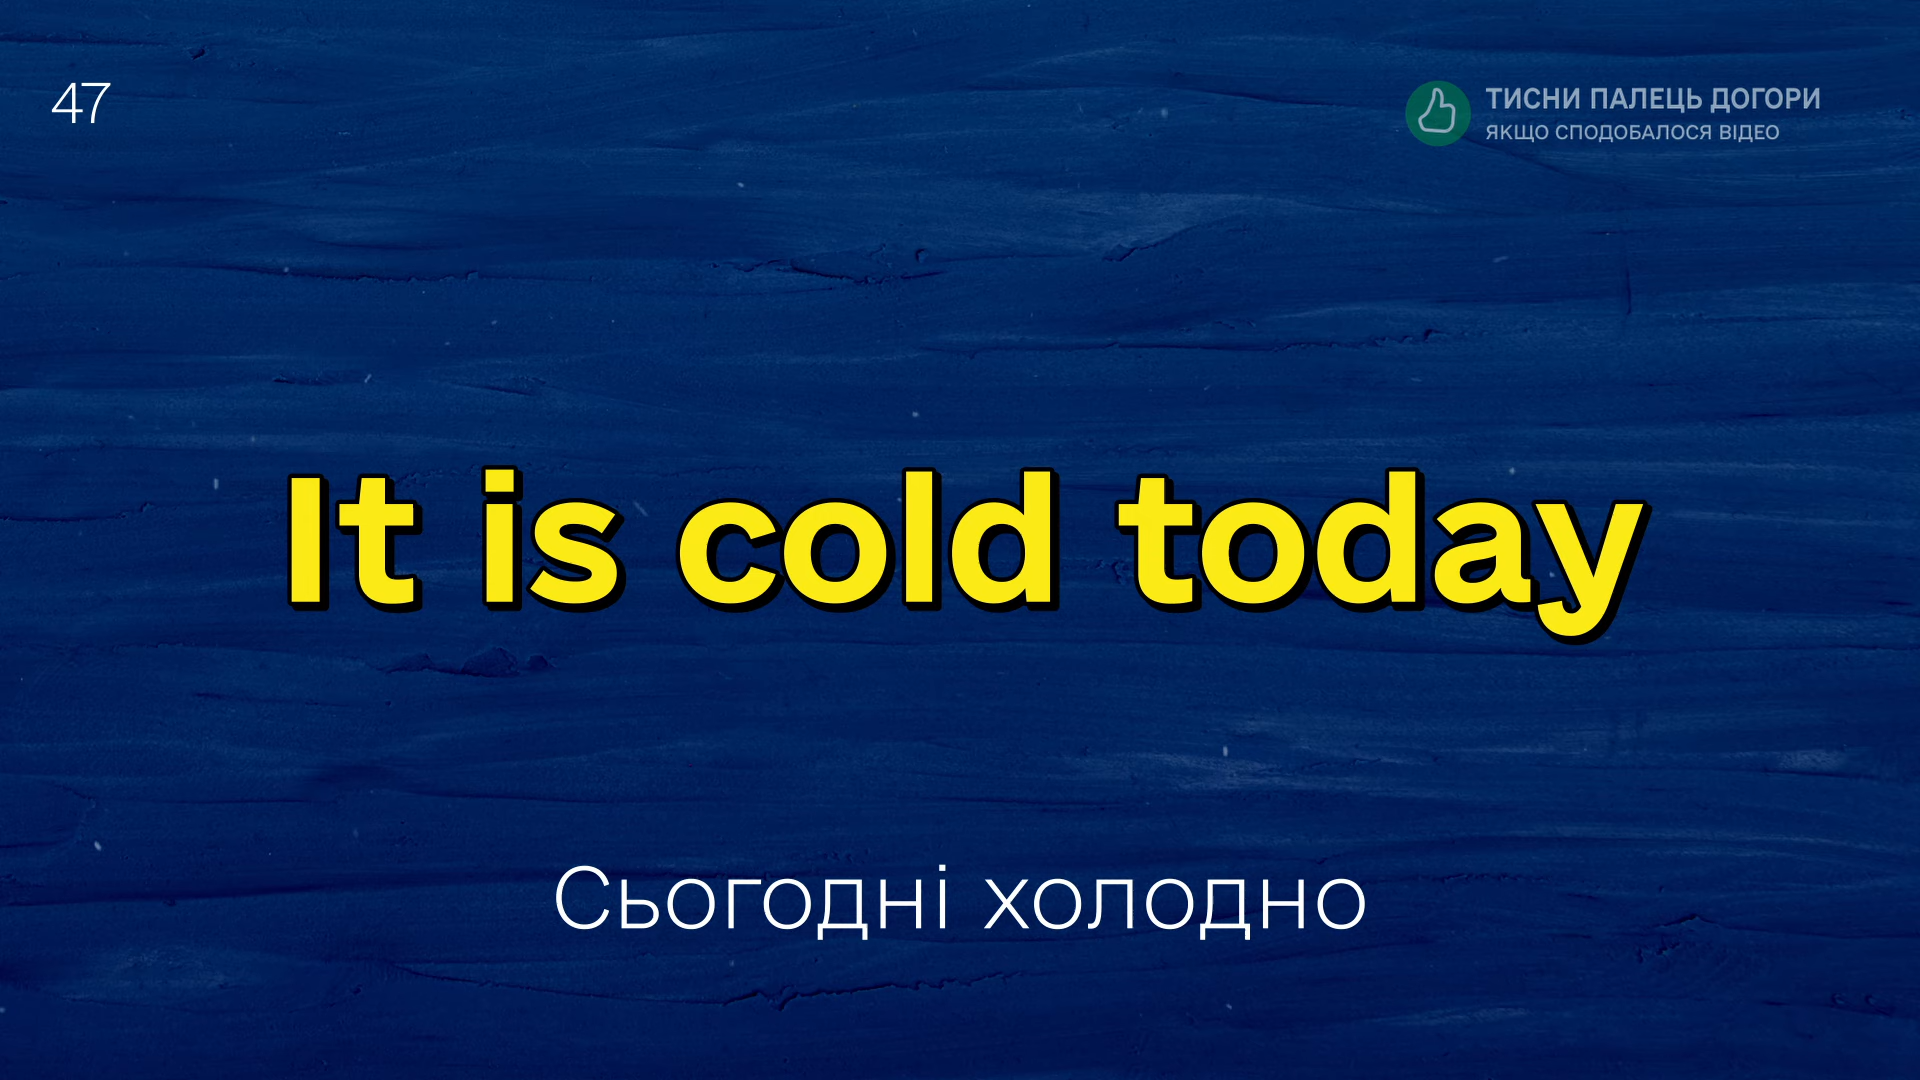 47
ТИСНИ ПАЛЕЦЬ ДОГОРИ
ЯКЩО СПОДОБАЛОСЯ ВІДЕО
It is cold today
Сьогодні холодно